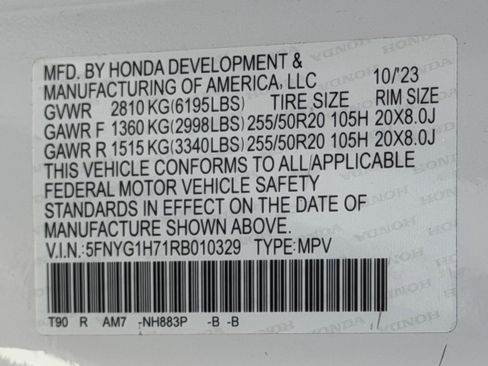 MFD. BY HONDA DEVELOPMENT &
MANUFACTURING OF AMERICA, LLC 10/'23
GVWR 2810 KG(6195LBS) TIRE SIZE RIM SIZE
GAWR F 1360 KG(2998LBS) 255/50R20 105H 20X8.0J
GAWR R 1515 KG(3340LBS) 255/50R20 105H 20X8.0J
THIS VEHICLE CONFORMS TO ALL APPLICABLE
FEDERAL MOTOR VEHICLE SAFETY
STANDARDS IN EFFECT ON THE DATE OF
MANUFACTURE SHOWN ABOVE.
V.I.N.:5FNYG1H71RB010329 TYPE:MPV
T90 R AM7 -NH883P -B -B